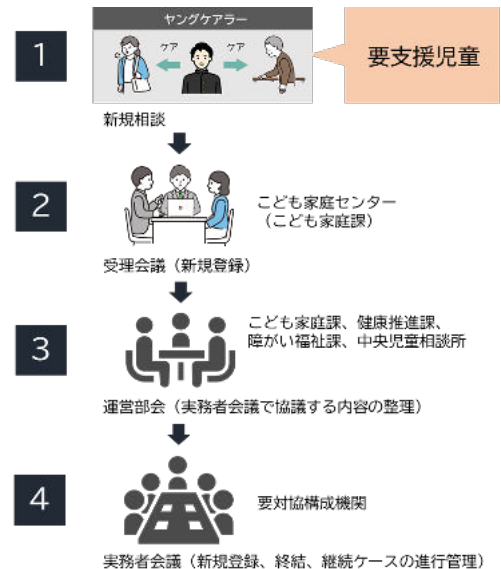 ヤングケアラー
1
ケア
ケア
要支援児童
新規相談
2
こども家庭センター
(こども家庭課)
受理会議(新規登録)
3
こども家庭課、健康推進課、
障がい福祉課、中央児童相談所
運営部会(実務者会議で協議する内容の整理)
4
要対協構成機関
実務者会議(新規登録、終結、継続ケースの進行管理)